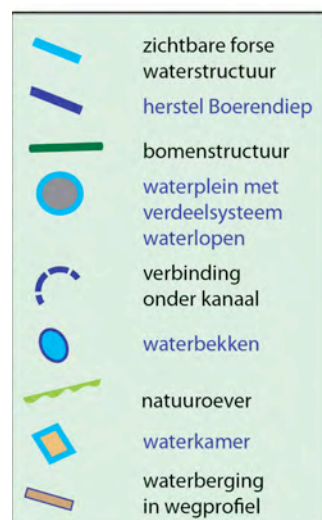 zichtbare forse
waterstructuur
herstel Boerendiep
bomenstructuur
waterplein met
verdeelsysteem
waterlopen
verbinding
onder kanaal
waterbekken
natuuroever
waterkamer
waterberging
in wegprofiel